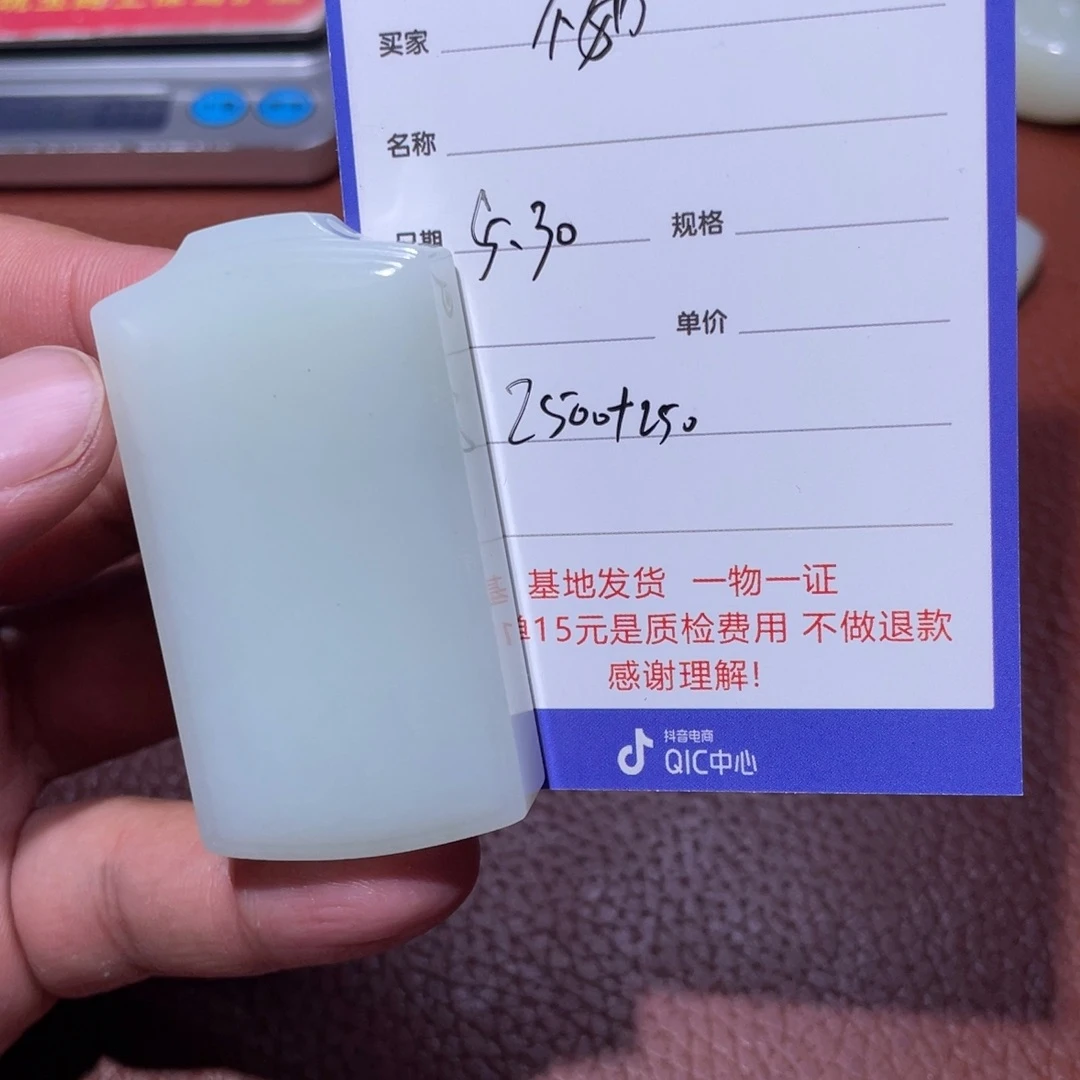 买家
名称
日期 5.30 规格
单价
2500+250
基地发货 一物一证
单15元是质检费用 不做退款
感谢理解!
抖音电商
QIC中心